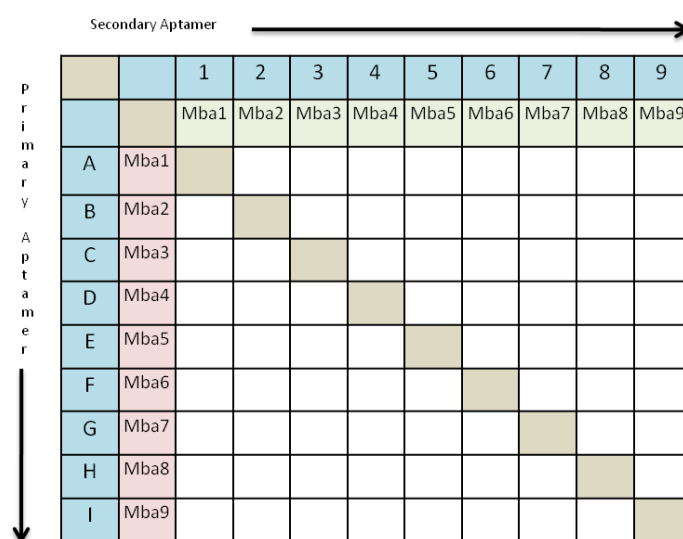 Secondary Aptamer
Primary Aptamer
1 2 3 4 5 6 7 8 9
Mba1 Mba2 Mba3 Mba4 Mba5 Mba6 Mba7 Mba8 Mba9
A Mba1
B Mba2
C Mba3
D Mba4
E Mba5
F Mba6
G Mba7
H Mba8
I Mba9